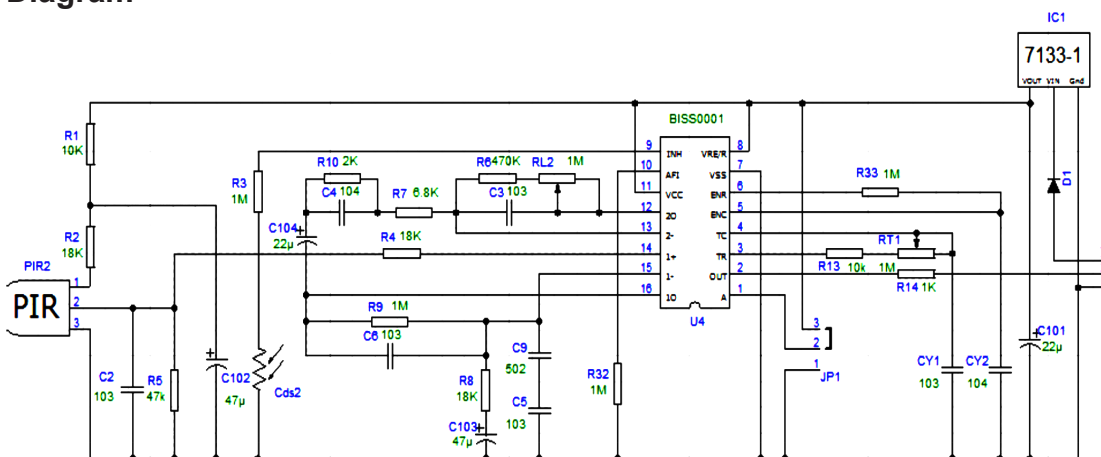 Diagram
IC1
7133-1
VOUT VIN Gnd
BISS0001
R1
10K
R2
18K
PIR2
PIR
1
2
3
C2
103
R5
47k
C102
47µ
R3
1M
Cds2
R10 2K
C4 104
R7 6.8K
R6 470K
RL2 1M
C3 103
C104
22µ
R4 18K
R9 1M
C6 103
R8
18K
C103
47µ
C9
502
C5
103
R32
1M
9 INH VRE/R 8
10 AFI VSS 7
11 VCC ENR 6
12 2O ENC 5
13 2- TC 4
14 1+ TR 3
15 1- OUT 2
16 1O A 1
U4
R33 1M
RT1
R13 10k 1M
R14 1K
3
2
1
JP1
CY1
103
CY2
104
C101
22µ
D1